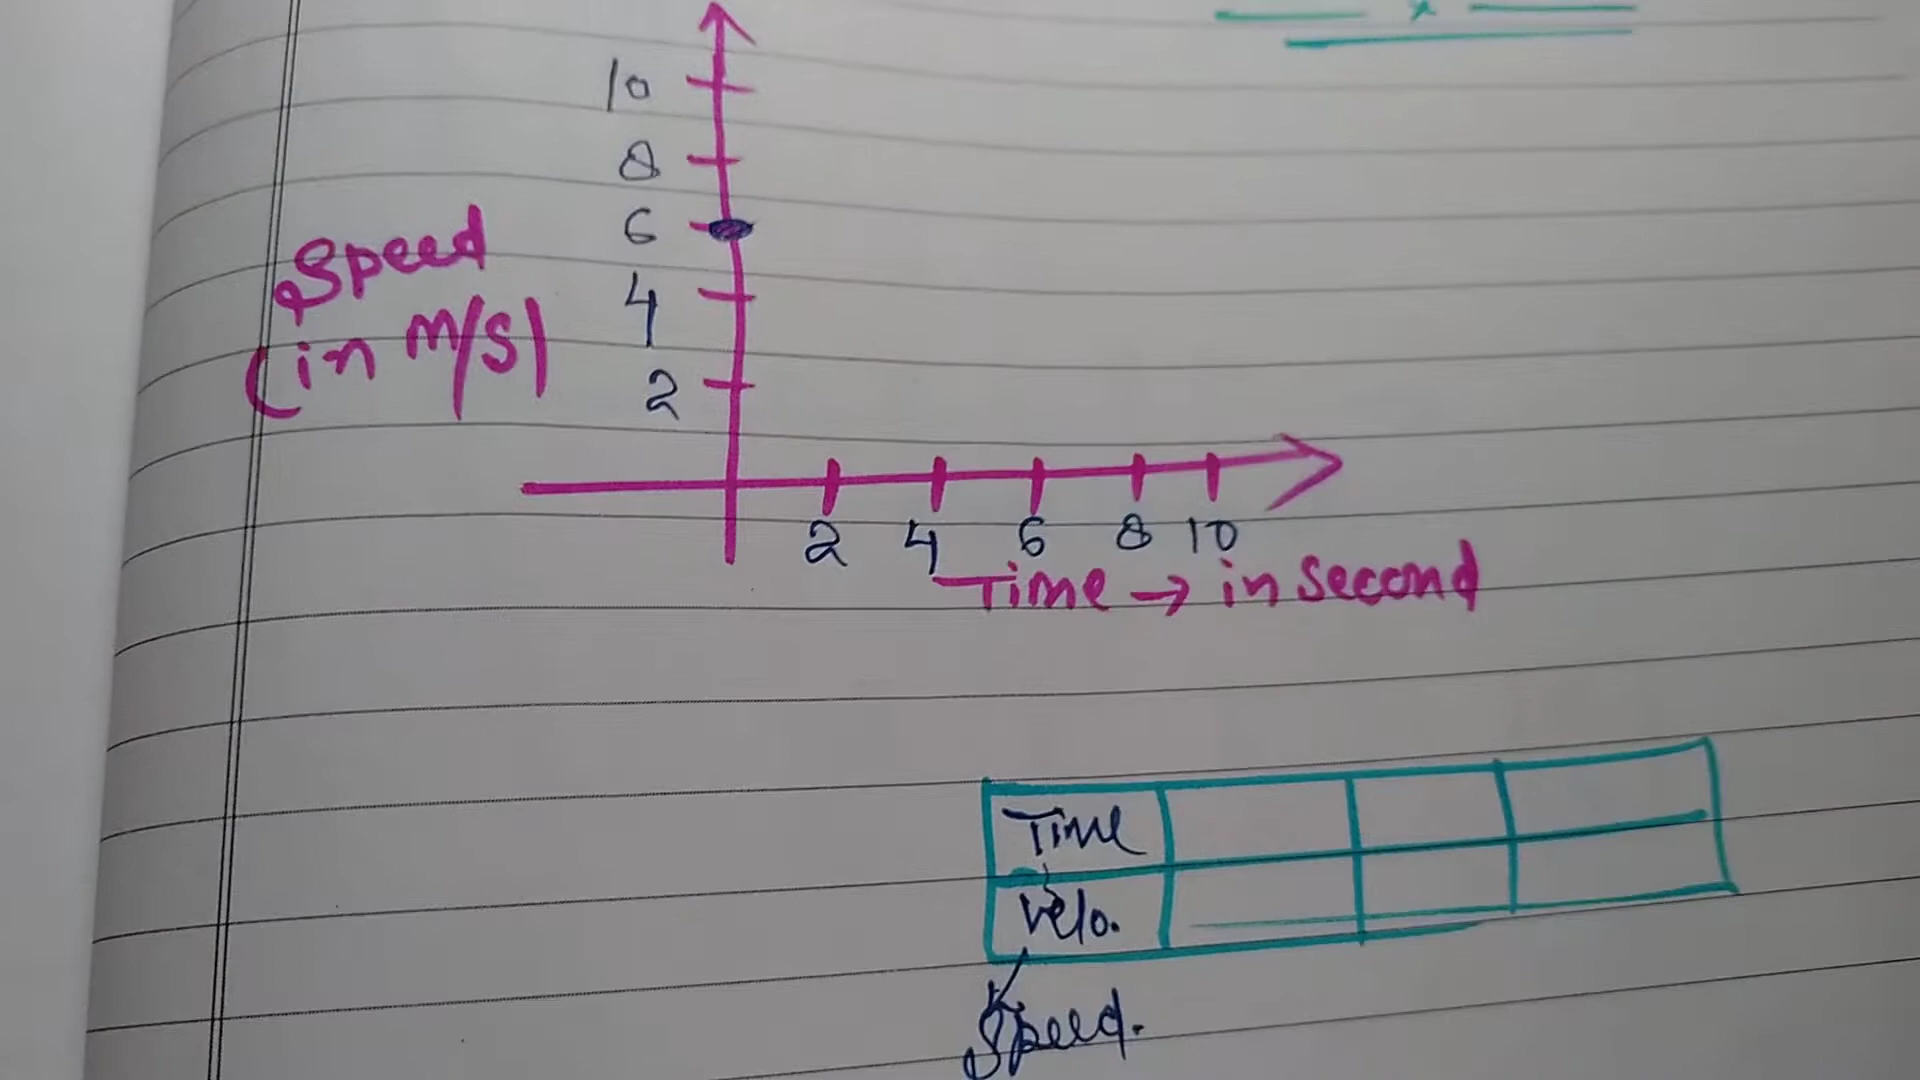 10
8
6
4
2
Speed
(in m/s)
2 4 6 8 10
Time → in second
Time
Velo.
Speed.